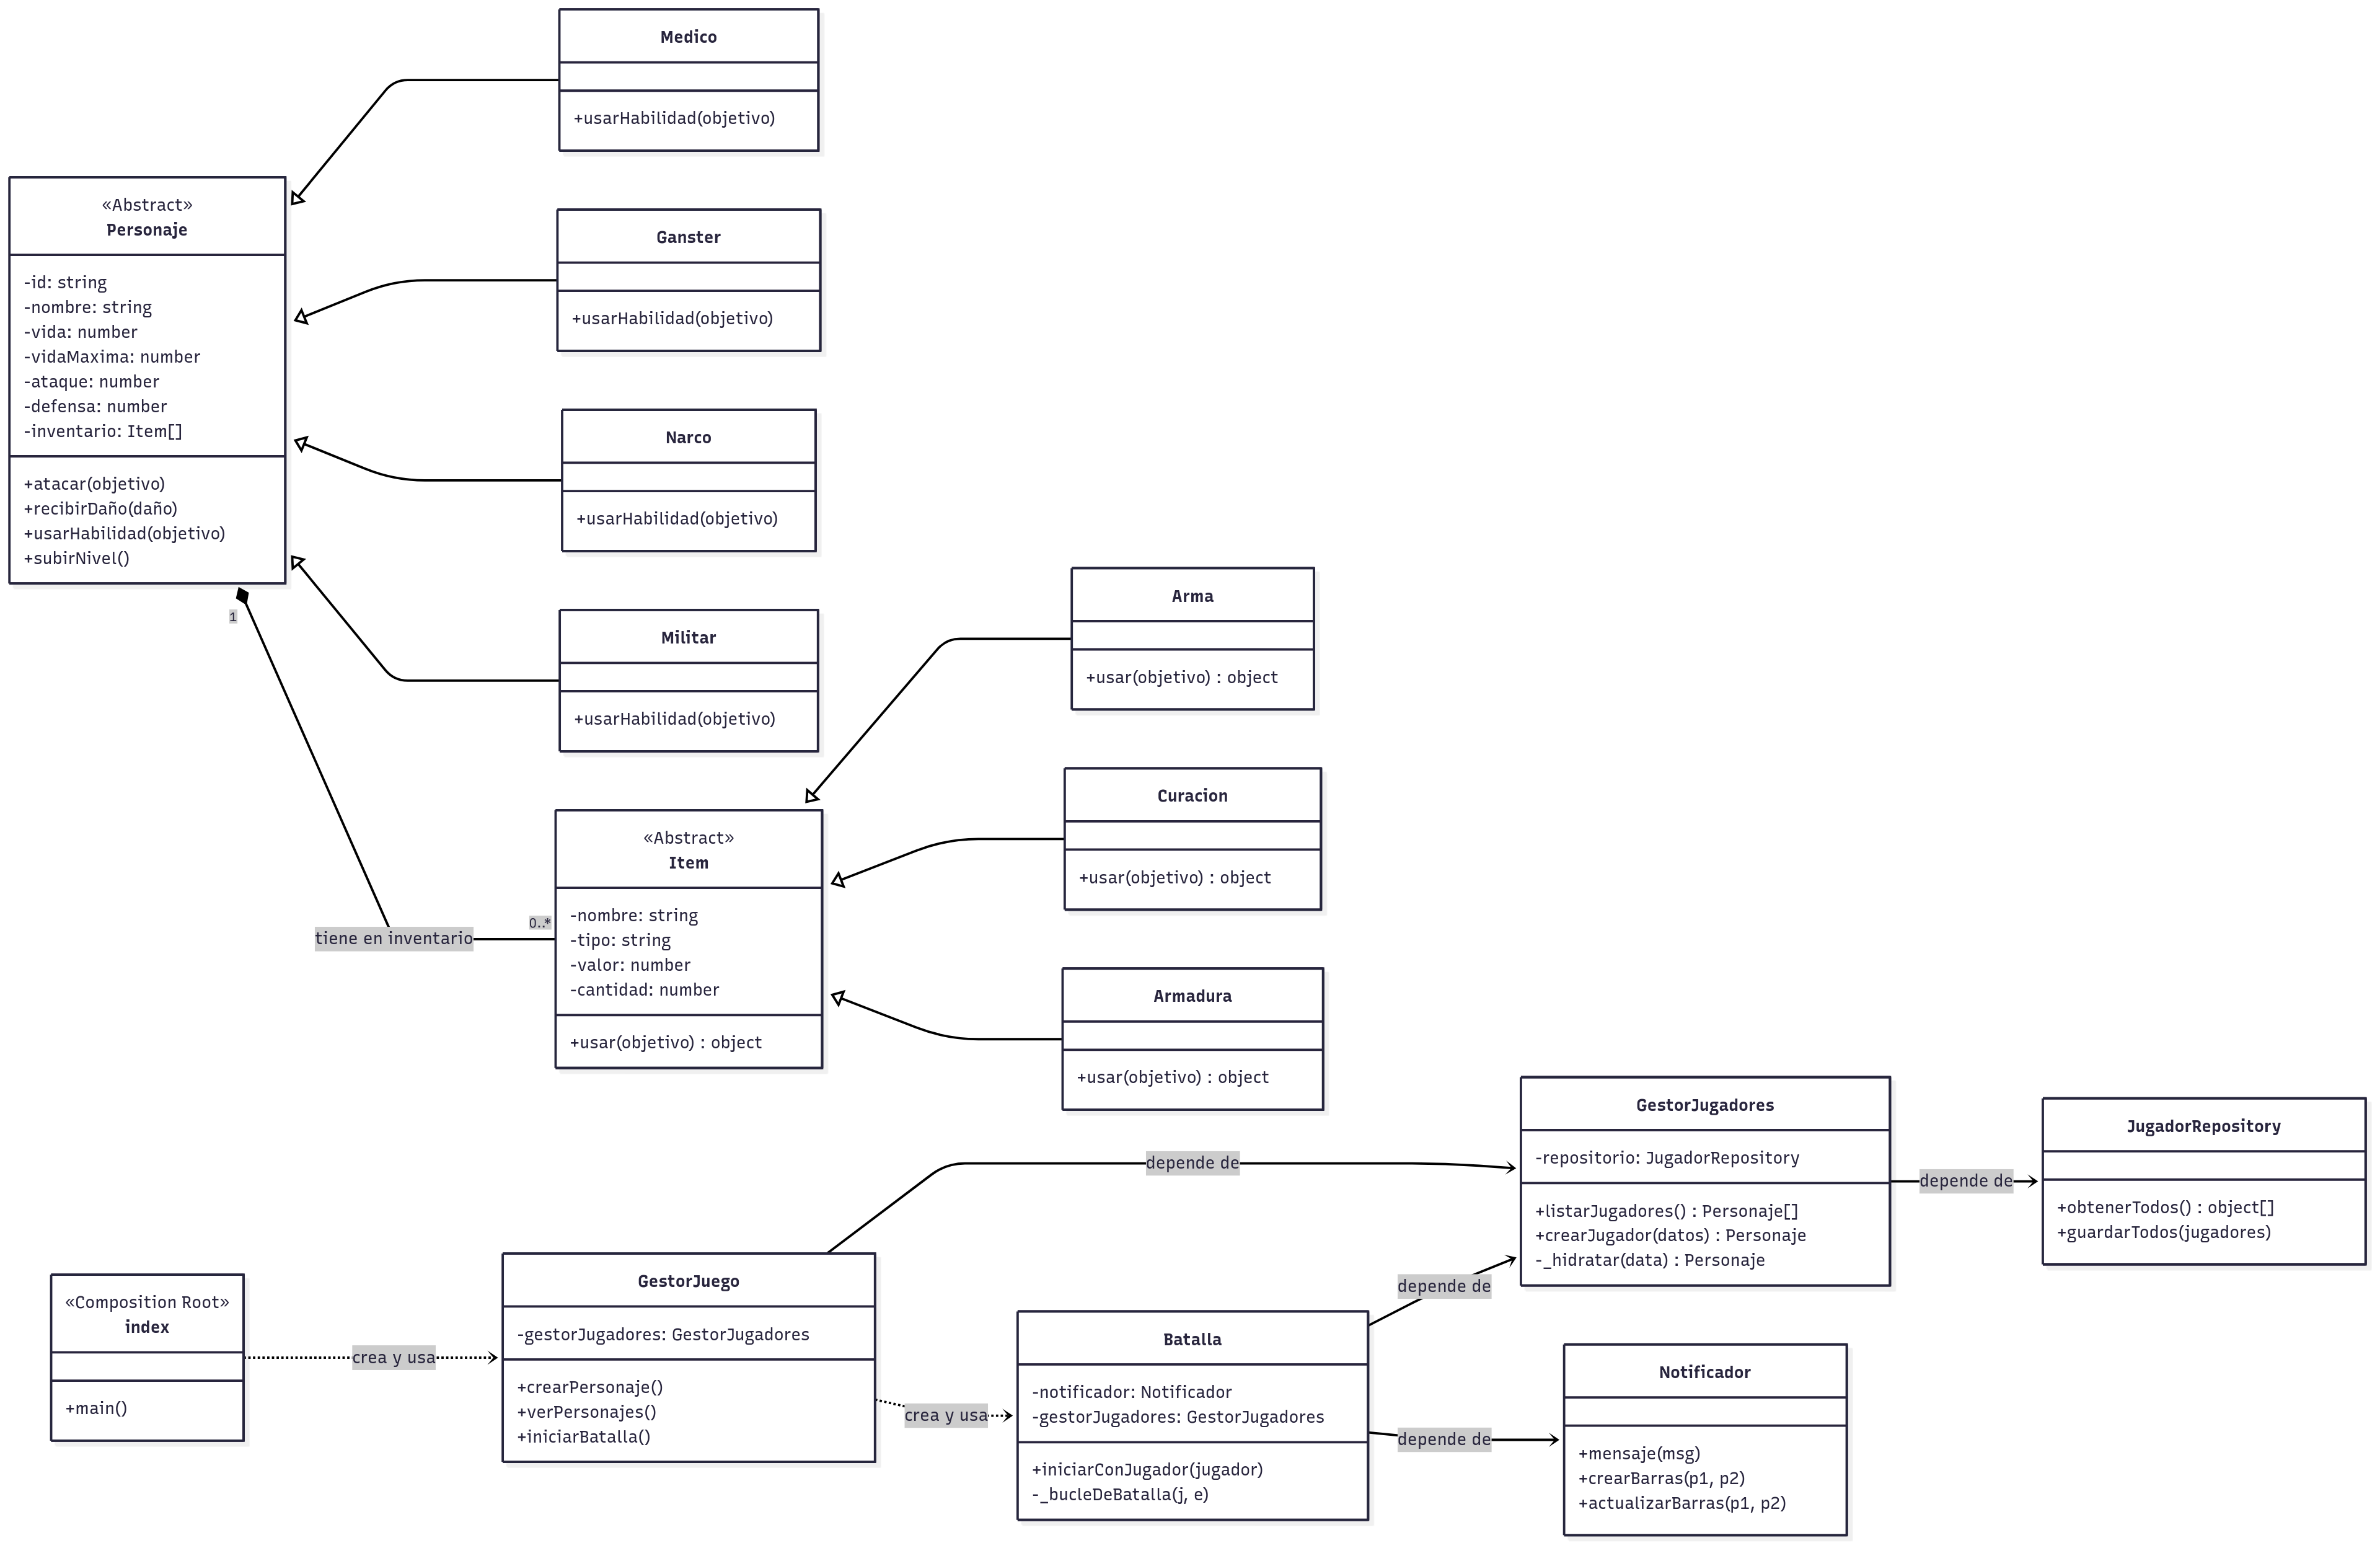 Medico
+usarHabilidad(objetivo)
«Abstract»
Personaje
-id: string
-nombre: string
-vida: number
-vidaMaxima: number
-ataque: number
-defensa: number
-inventario: Item[]
+atacar(objetivo)
+recibirDaño(daño)
+usarHabilidad(objetivo)
+subirNivel()
Ganster
+usarHabilidad(objetivo)
Narco
+usarHabilidad(objetivo)
Militar
+usarHabilidad(objetivo)
1
tiene en inventario
0..*
«Abstract»
Item
-nombre: string
-tipo: string
-valor: number
-cantidad: number
+usar(objetivo) : object
Arma
+usar(objetivo) : object
Curacion
+usar(objetivo) : object
Armadura
+usar(objetivo) : object
«Composition Root»
index
+main()
crea y usa
GestorJuego
-gestorJugadores: GestorJugadores
+crearPersonaje()
+verPersonajes()
+iniciarBatalla()
depende de
crea y usa
Batalla
-notificador: Notificador
-gestorJugadores: GestorJugadores
+iniciarConJugador(jugador)
-_bucleDeBatalla(j, e)
depende de
depende de
GestorJugadores
-repositorio: JugadorRepository
+listarJugadores() : Personaje[]
+crearJugador(datos) : Personaje
-_hidratar(data) : Personaje
depende de
JugadorRepository
+obtenerTodos() : object[]
+guardarTodos(jugadores)
Notificador
+mensaje(msg)
+crearBarras(p1, p2)
+actualizarBarras(p1, p2)